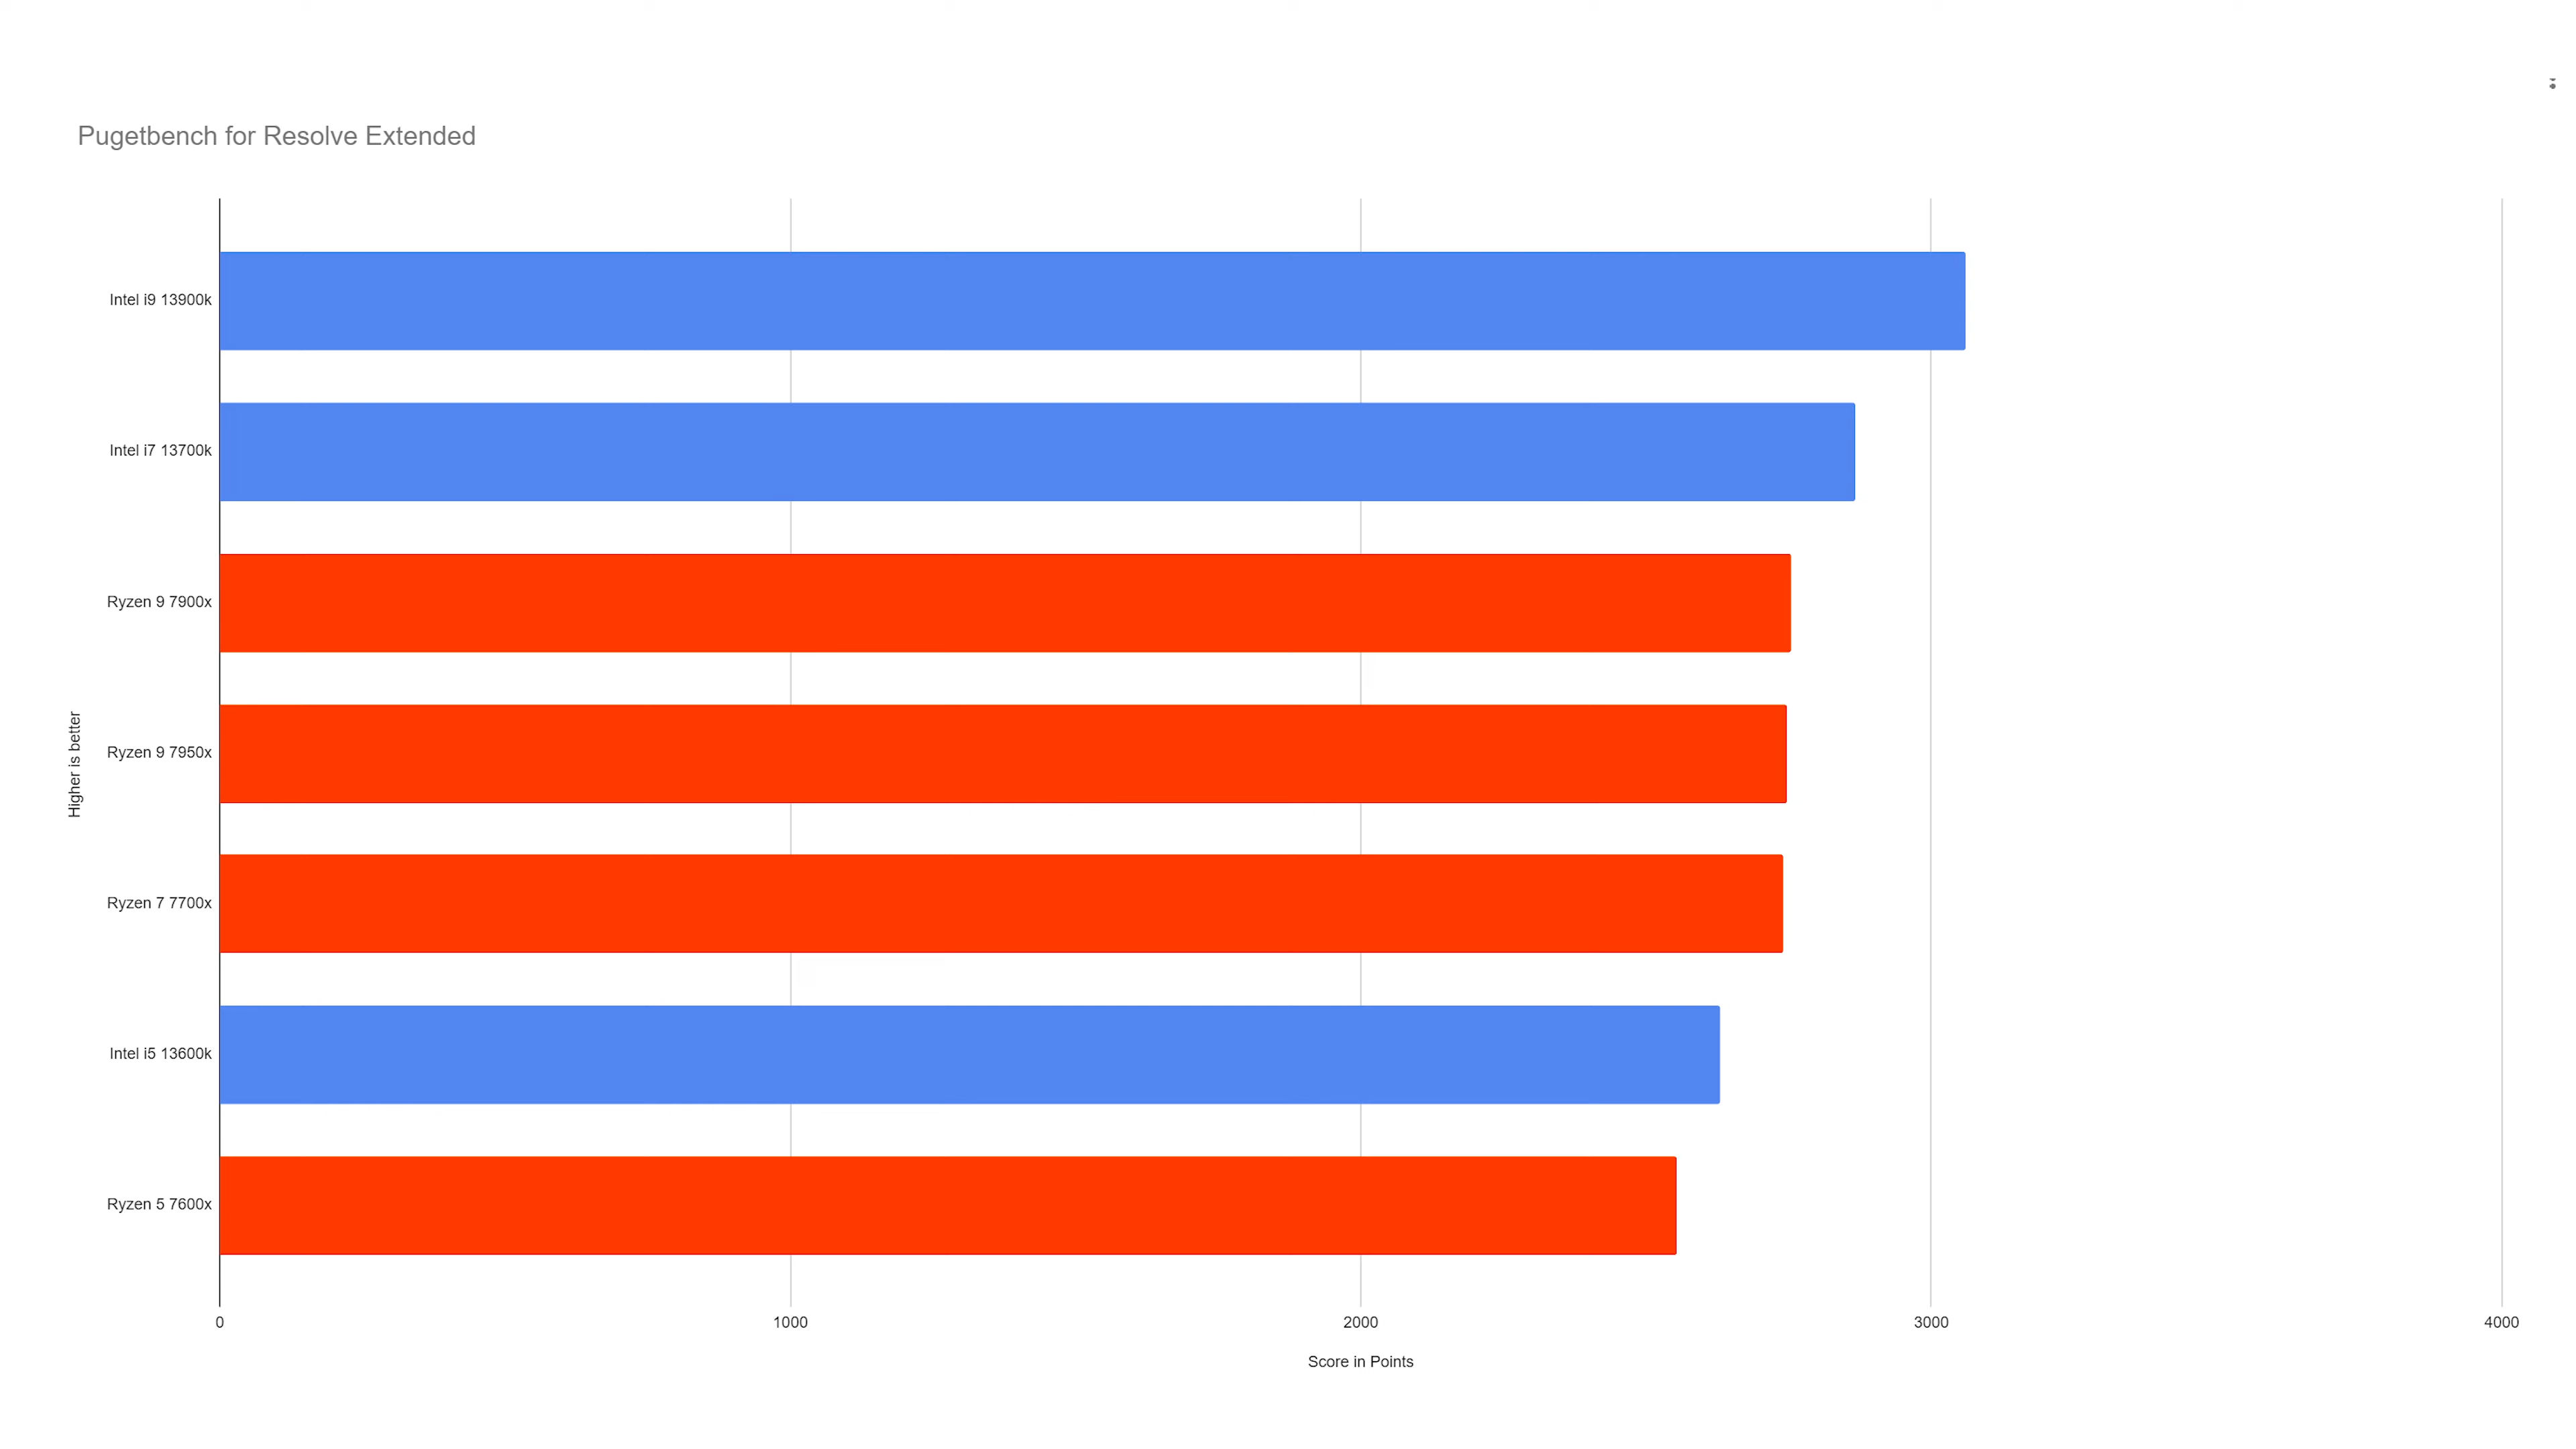 Pugetbench for Resolve Extended
Higher is better
Intel i9 13900k
Intel i7 13700k
Ryzen 9 7900x
Ryzen 9 7950x
Ryzen 7 7700x
Intel i5 13600k
Ryzen 5 7600x
0 1000 2000 3000 4000
Score in Points